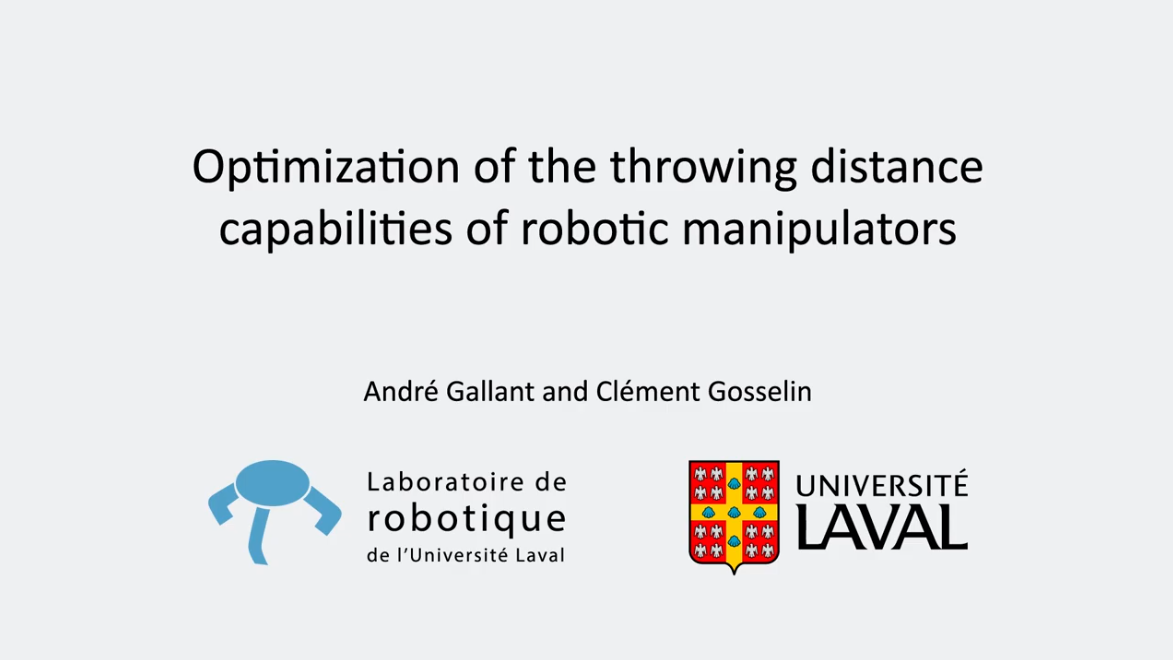 Optimization of the throwing distance
capabilities of robotic manipulators
André Gallant and Clément Gosselin
Laboratoire de
robotique
de l'Université Laval
UNIVERSITÉ
LAVAL